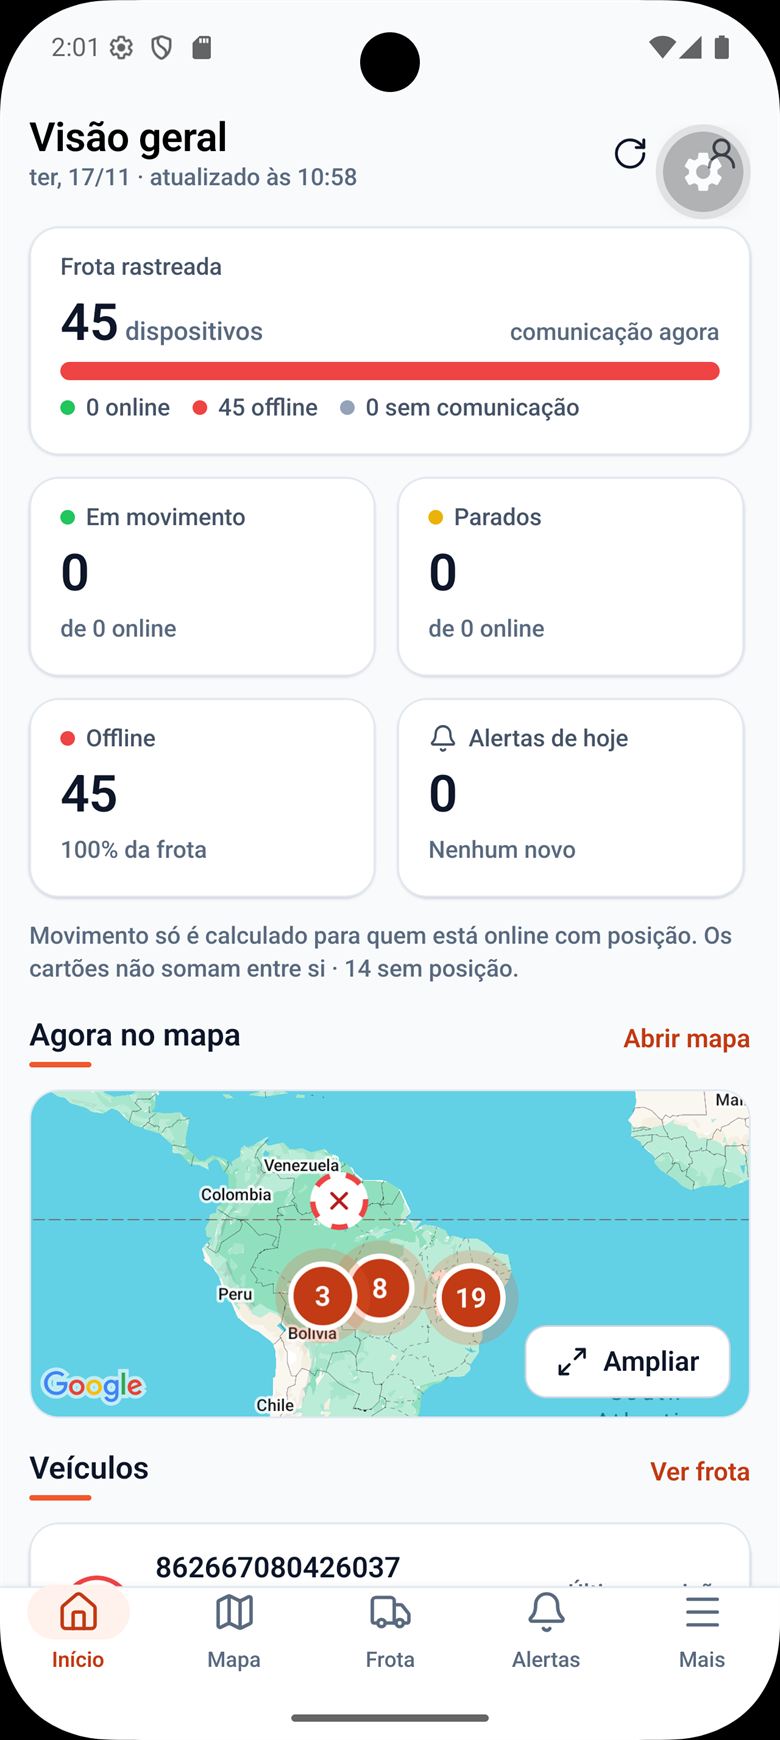 2:01
Visão geral
ter, 17/11 · atualizado às 10:58
Frota rastreada
45 dispositivos
comunicação agora
0 online
45 offline
0 sem comunicação
Em movimento
0
de 0 online
Parados
0
de 0 online
Offline
45
100% da frota
Alertas de hoje
0
Nenhum novo
Movimento só é calculado para quem está online com posição. Os
cartões não somam entre si · 14 sem posição.
Agora no mapa
Abrir mapa
Venezuela
Colombia
Peru
3
8
19
Bolivia
Chile
Google
Ampliar
Veículos
Ver frota
862667080426037
Início
Mapa
Frota
Alertas
Mais